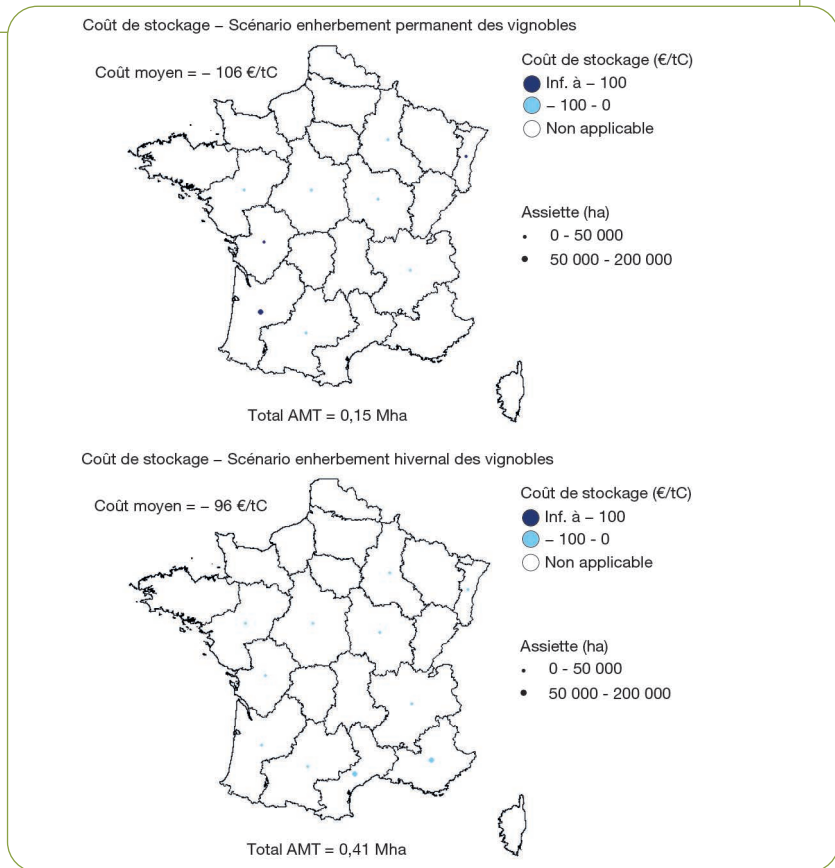 Coût de stockage – Scénario enherbement permanent des vignobles
Coût moyen = – 106 €/tC
Coût de stockage (€/tC)
Inf. à – 100
– 100 - 0
Non applicable
Assiette (ha)
0 - 50 000
50 000 - 200 000
Total AMT = 0,15 Mha
Coût de stockage – Scénario enherbement hivernal des vignobles
Coût moyen = – 96 €/tC
Coût de stockage (€/tC)
Inf. à – 100
– 100 - 0
Non applicable
Assiette (ha)
0 - 50 000
50 000 - 200 000
Total AMT = 0,41 Mha